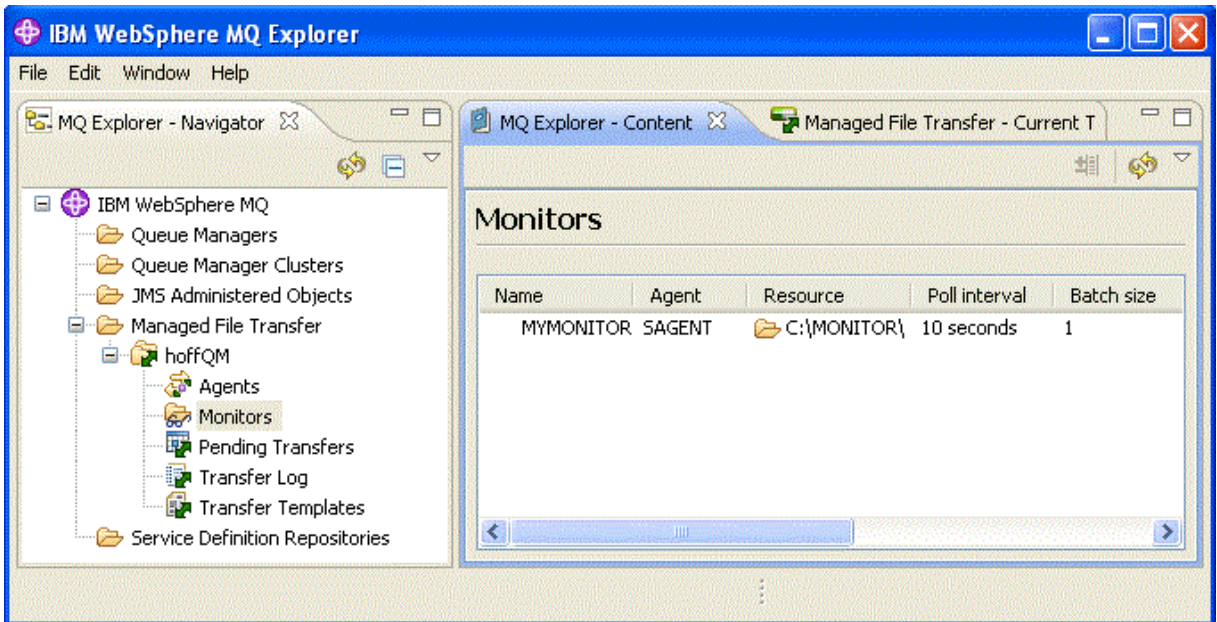 IBM WebSphere MQ Explorer
File Edit Window Help
MQ Explorer - Navigator
IBM WebSphere MQ
Queue Managers
Queue Manager Clusters
JMS Administered Objects
Managed File Transfer
hoffQM
Agents
Monitors
Pending Transfers
Transfer Log
Transfer Templates
Service Definition Repositories
MQ Explorer - Content Managed File Transfer - Current T
Monitors
Name Agent Resource Poll interval Batch size
MYMONITOR SAGENT C:\MONITOR\ 10 seconds 1